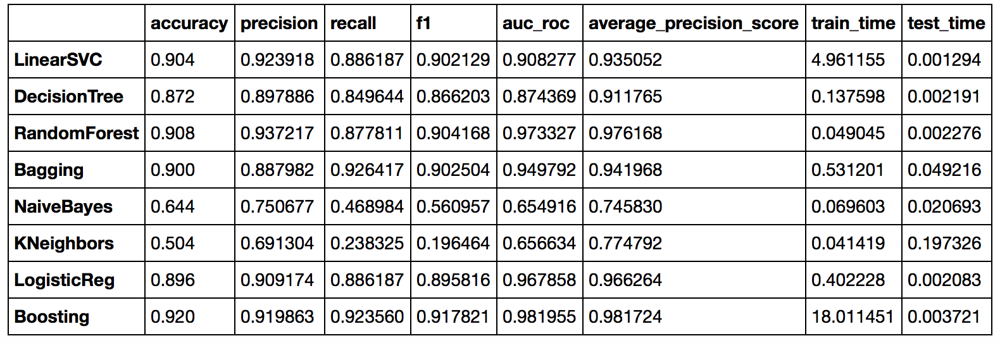 accuracy precision recall f1 auc_roc average_precision_score train_time test_time
LinearSVC 0.904 0.923918 0.886187 0.902129 0.908277 0.935052 4.961155 0.001294
DecisionTree 0.872 0.897886 0.849644 0.866203 0.874369 0.911765 0.137598 0.002191
RandomForest 0.908 0.937217 0.877811 0.904168 0.973327 0.976168 0.049045 0.002276
Bagging 0.900 0.887982 0.926417 0.902504 0.949792 0.941968 0.531201 0.049216
NaiveBayes 0.644 0.750677 0.468984 0.560957 0.654916 0.745830 0.069603 0.020693
KNeighbors 0.504 0.691304 0.238325 0.196464 0.656634 0.774792 0.041419 0.197326
LogisticReg 0.896 0.909174 0.886187 0.895816 0.967858 0.966264 0.402228 0.002083
Boosting 0.920 0.919863 0.923560 0.917821 0.981955 0.981724 18.011451 0.003721